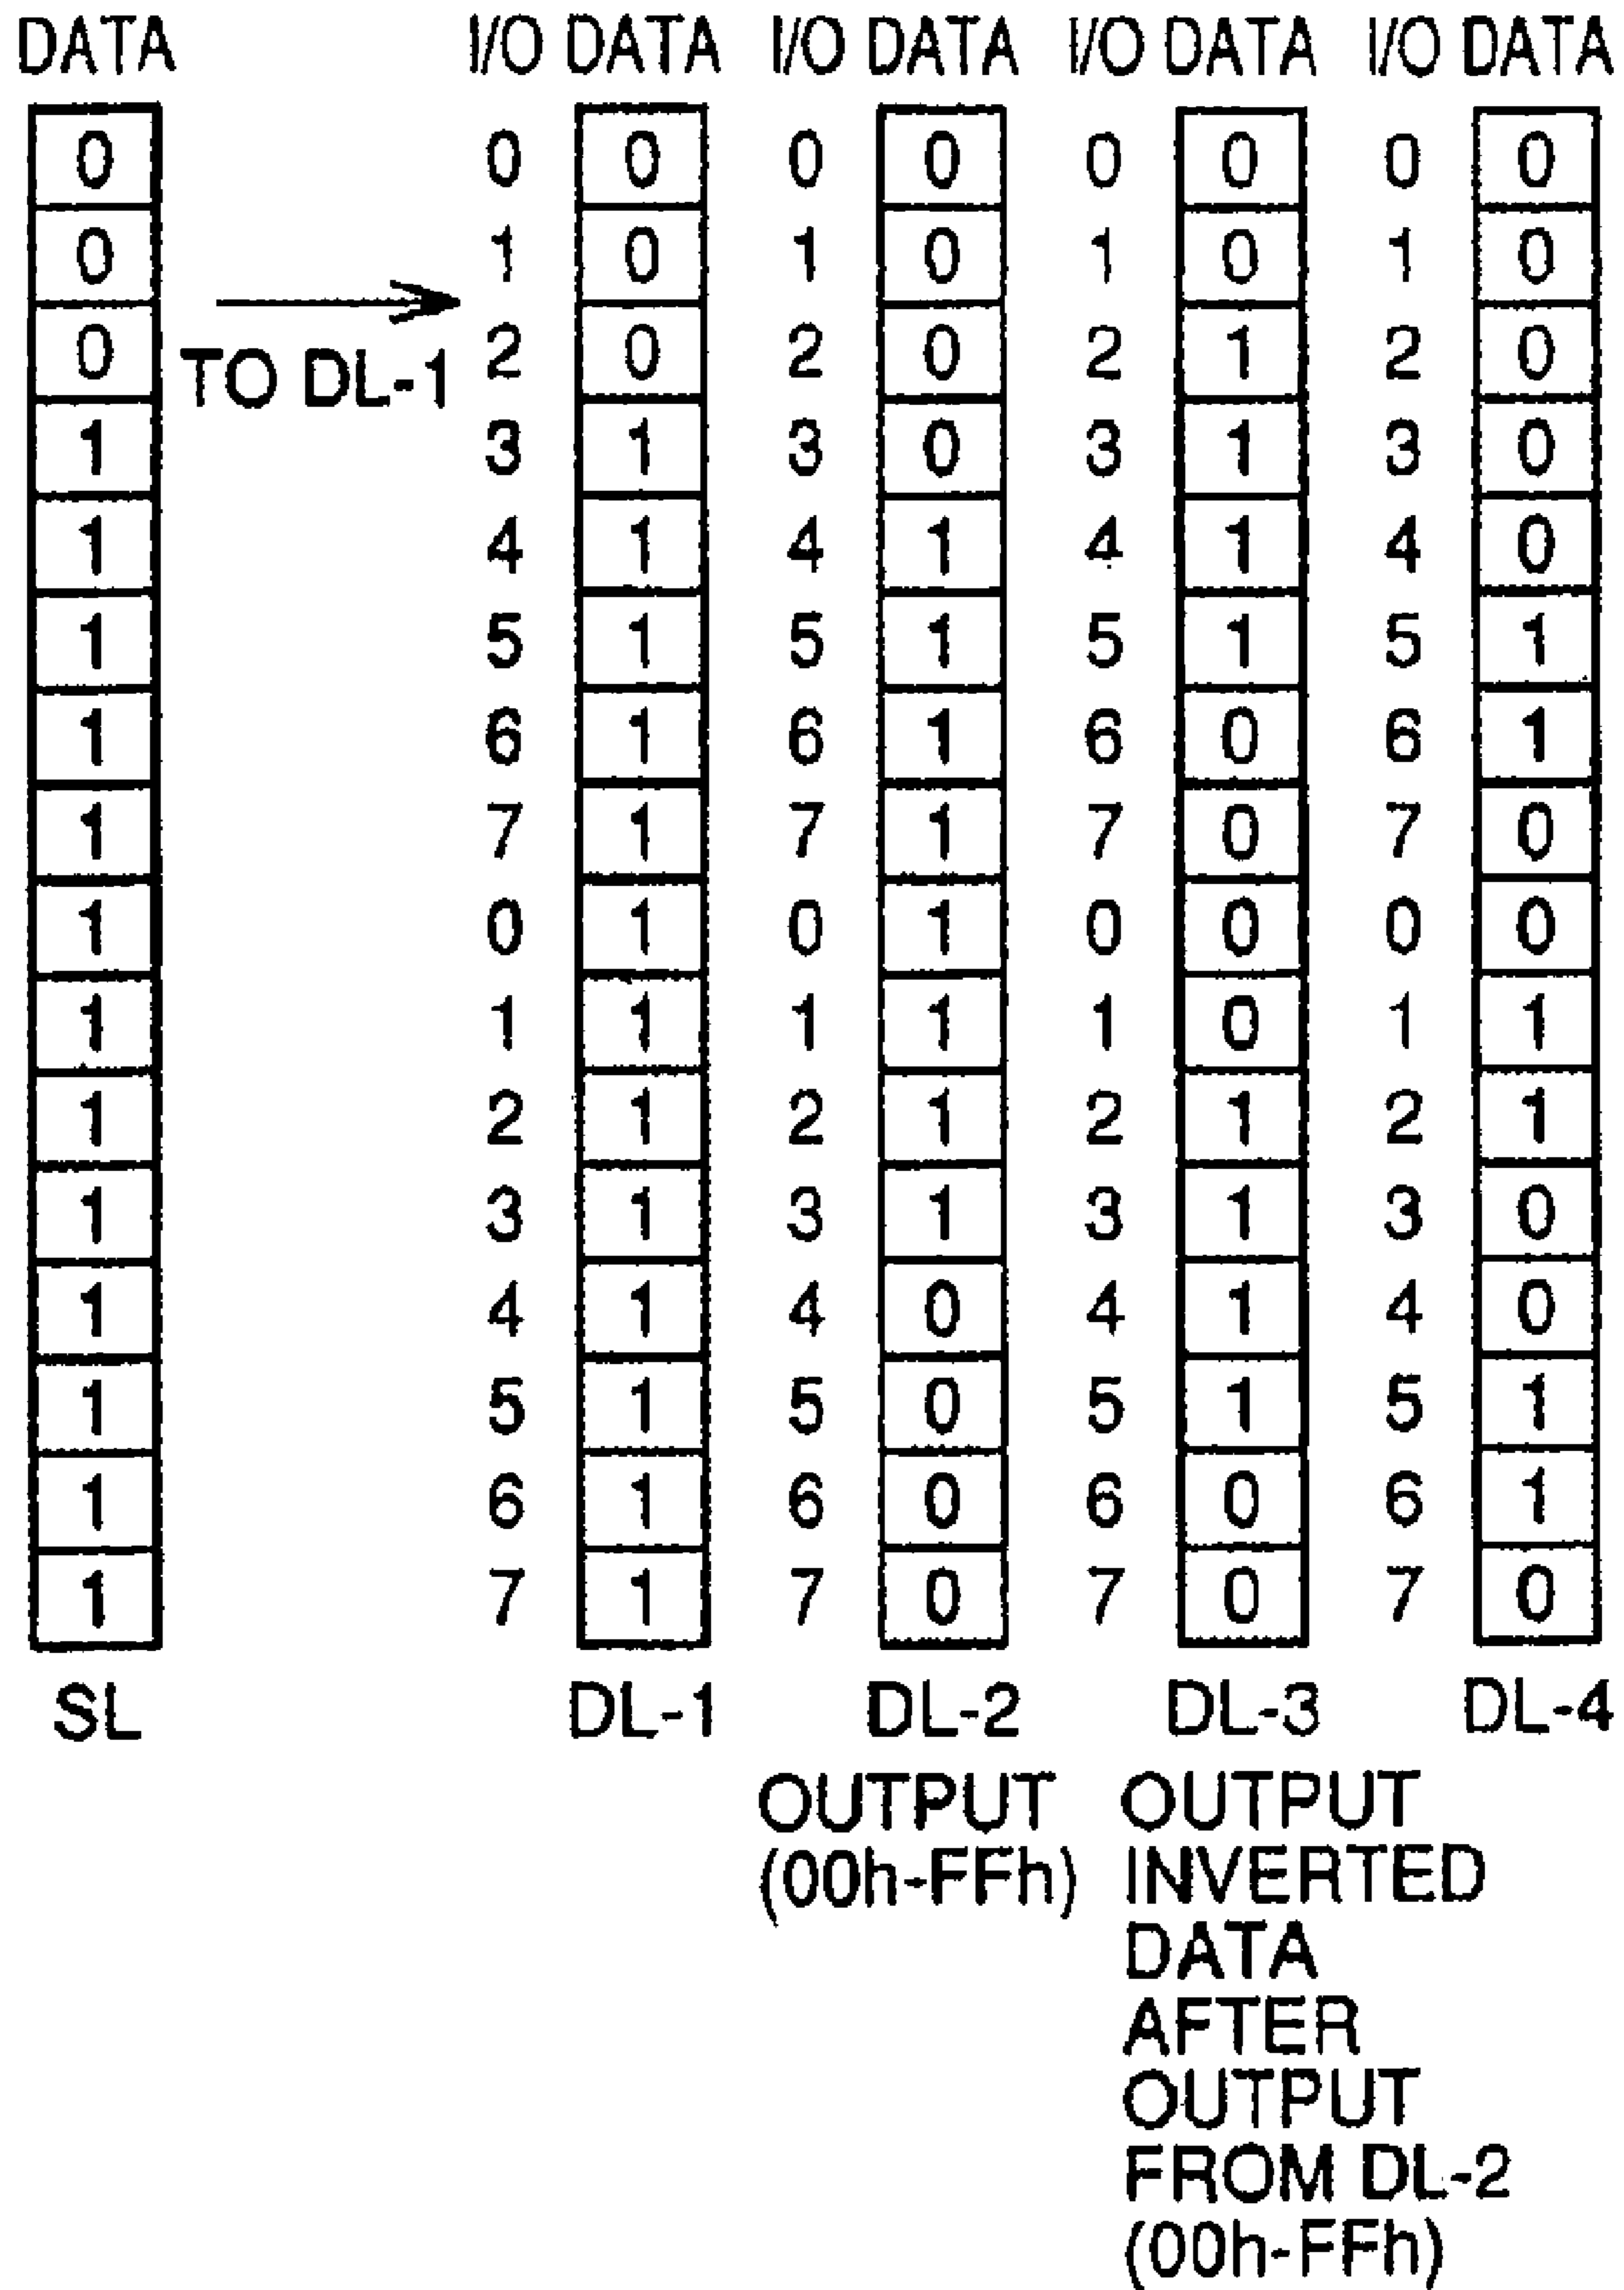 DATA I/O DATA I/O DATA I/O DATA I/O DATA
0 0 0 0 0 0 0 0 0
0 1 0 1 0 1 0 1 0
0 2 0 2 0 2 1 2 0
TO DL-1
1 3 1 3 0 3 1 3 0
1 4 1 4 1 4 1 4 0
1 5 1 5 1 5 1 5 1
1 6 1 6 1 6 0 6 1
1 7 1 7 1 7 0 7 0
1 0 1 0 1 0 0 0 0
1 1 1 1 1 1 0 1 1
1 2 1 2 1 2 1 2 1
1 3 1 3 1 3 1 3 0
1 4 1 4 0 4 1 4 0
1 5 1 5 0 5 1 5 1
1 6 1 6 0 6 0 6 1
1 7 1 7 0 7 0 7 0
SL DL-1 DL-2 DL-3 DL-4
OUTPUT
(00h-FFh)
OUTPUT
INVERTED
DATA
AFTER
OUTPUT
FROM DL-2
(00h-FFh)